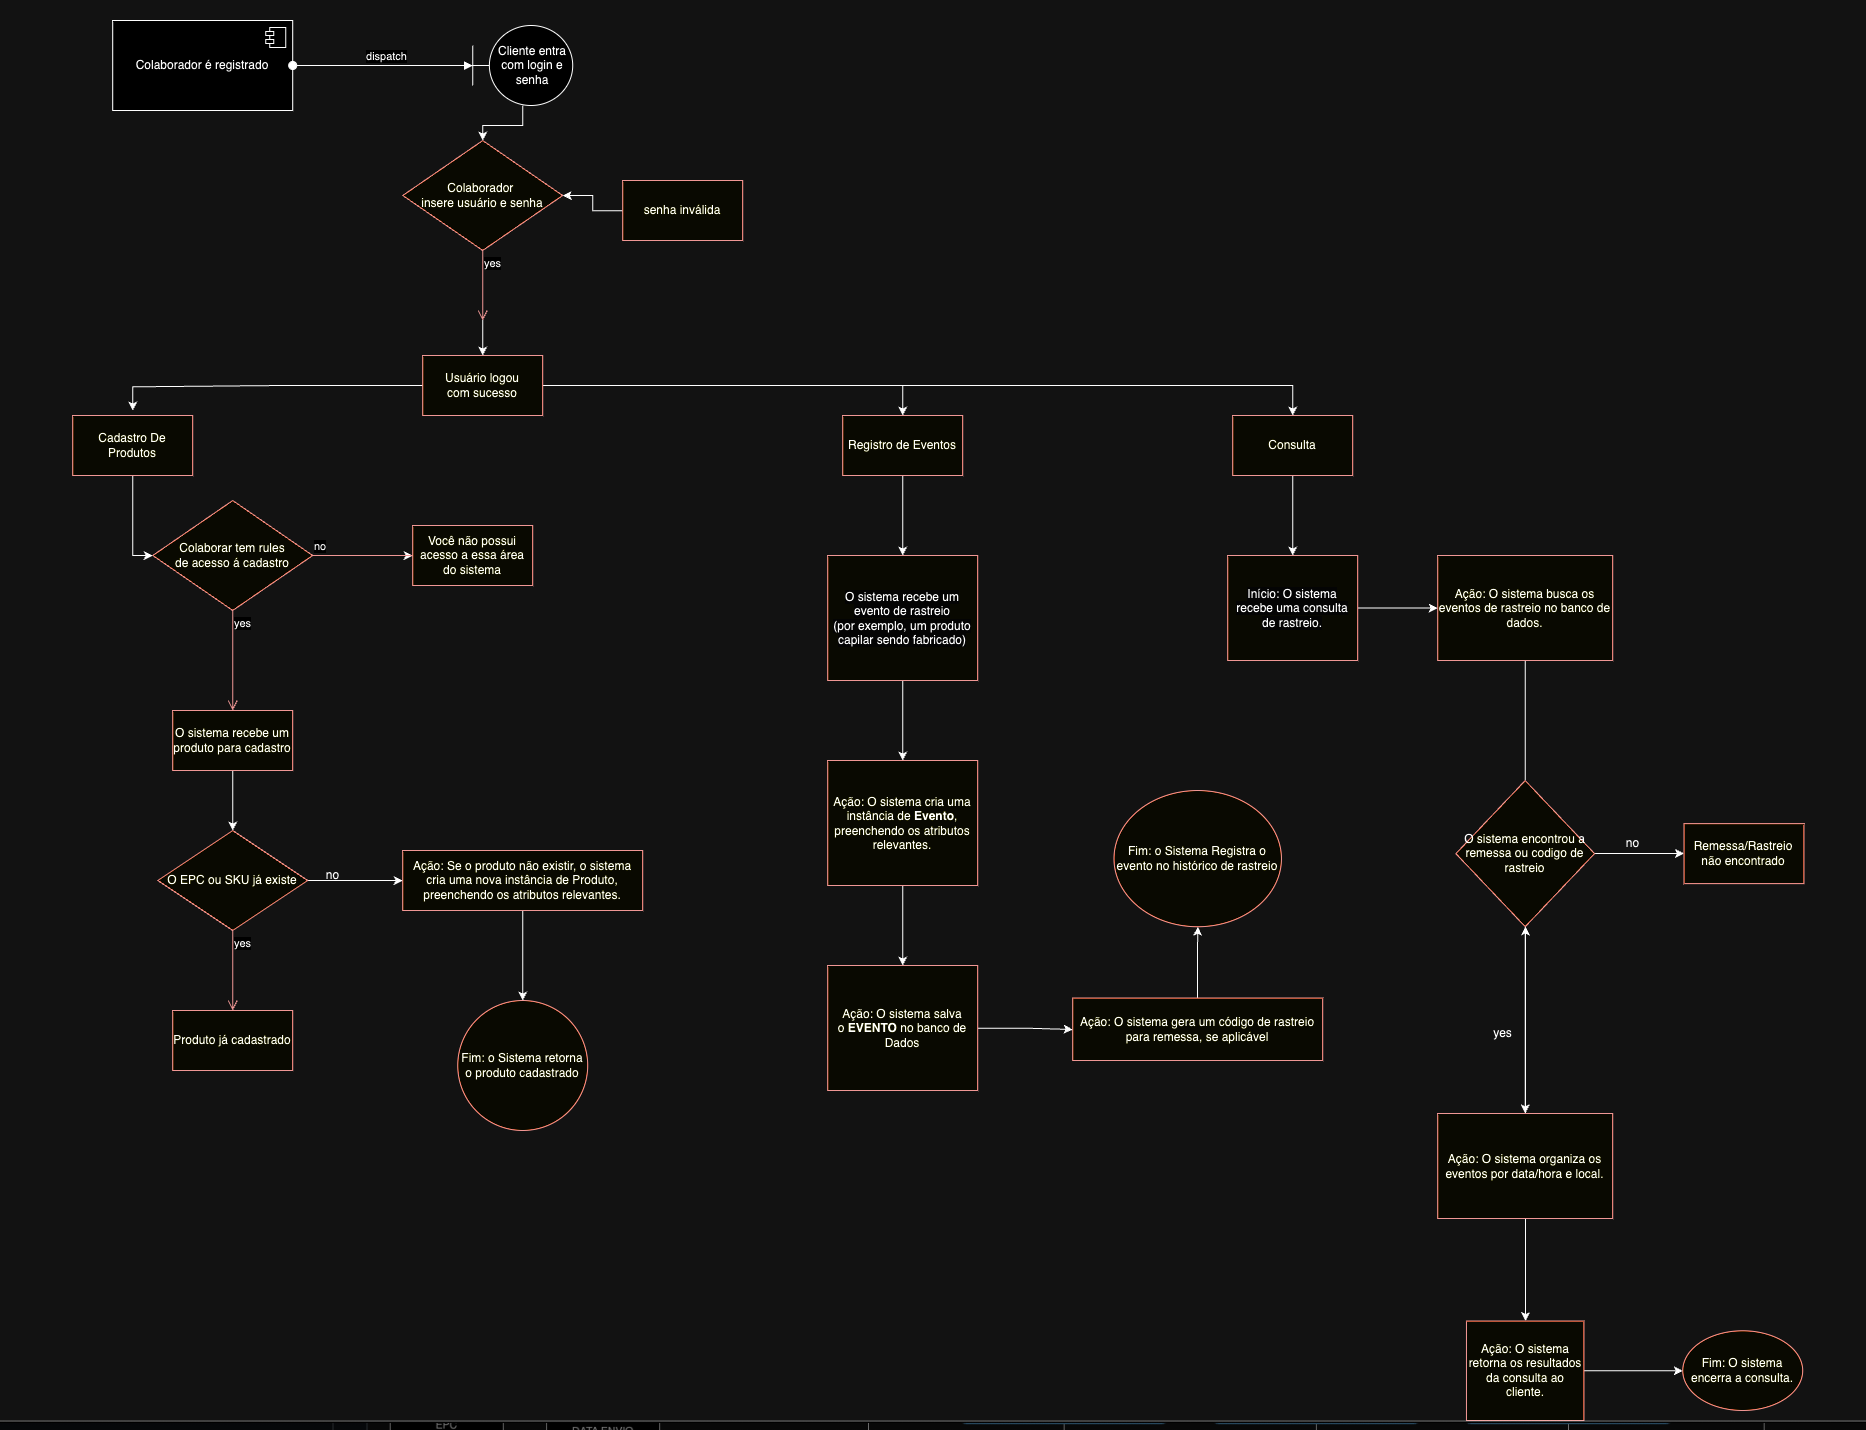 Colaborador é registrado
dispatch
Cliente entra
com login e
senha
Colaborador
insere usuário e senha
senha inválida
yes
Usuário logou
com sucesso
Cadastro De
Produtos
Registro de Eventos
Consulta
Colaborar tem rules
de acesso á cadastro
no
Você não possui
acesso a essa área
do sistema
yes
O sistema recebe um
produto para cadastro
O EPC ou SKU já existe
no
Ação: Se o produto não existir, o sistema
cria uma nova instância de Produto,
preenchendo os atributos relevantes.
yes
Produto já cadastrado
Fim: o Sistema retorna
o produto cadastrado
O sistema recebe um
evento de rastreio
(por exemplo, um produto
capilar sendo fabricado)
Ação: O sistema cria uma
instância de Evento,
preenchendo os atributos
relevantes.
Ação: O sistema salva
o EVENTO no banco de
Dados
Ação: O sistema gera um código de rastreio
para remessa, se aplicável
Fim: o Sistema Registra o
evento no histórico de rastreio
Início: O sistema
recebe uma consulta
de rastreio.
Ação: O sistema busca os
eventos de rastreio no banco de
dados.
O sistema encontrou a
remessa ou codigo de
rastreio
no
Remessa/Rastreio
não encontrado
yes
Ação: O sistema organiza os
eventos por data/hora e local.
Ação: O sistema
retorna os resultados
da consulta ao
cliente.
Fim: O sistema
encerra a consulta.
EPC
DATA ENVIO